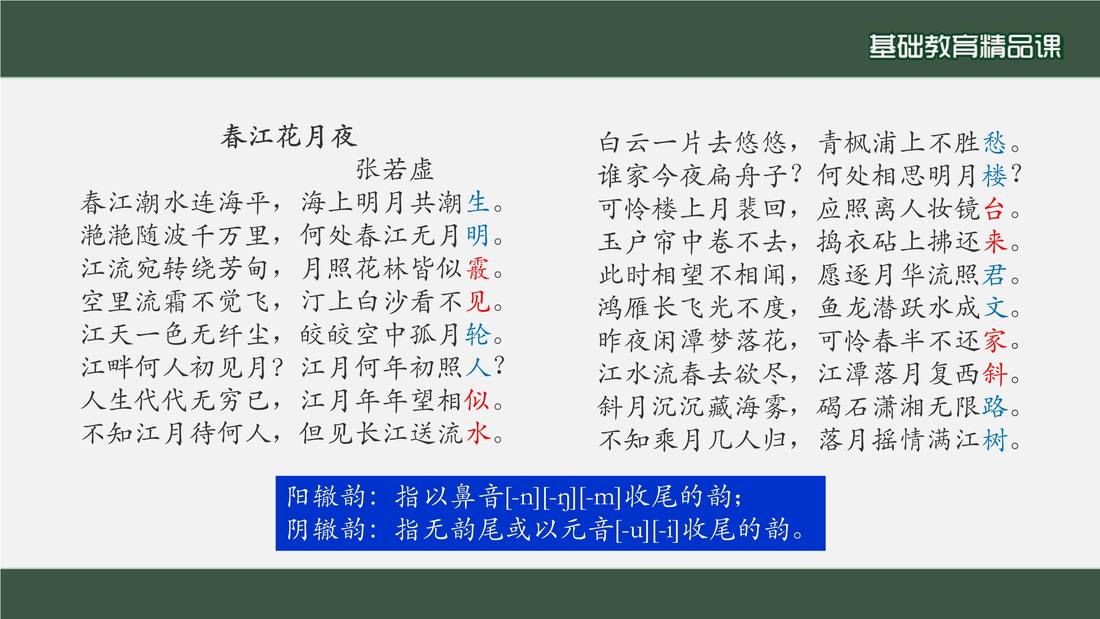 基础教育精品课
春江花月夜
张若虚
春江潮水连海平，海上明月共潮生。
滟滟随波千万里，何处春江无月明。
江流宛转绕芳甸，月照花林皆似霰。
空里流霜不觉飞，汀上白沙看不见。
江天一色无纤尘，皎皎空中孤月轮。
江畔何人初见月？江月何年初照人？
人生代代无穷已，江月年年望相似。
不知江月待何人，但见长江送流水。
白云一片去悠悠，青枫浦上不胜愁。
谁家今夜扁舟子？何处相思明月楼？
可怜楼上月裴回，应照离人妆镜台。
玉户帘中卷不去，捣衣砧上拂还来。
此时相望不相闻，愿逐月华流照君。
鸿雁长飞光不度，鱼龙潜跃水成文。
昨夜闲潭梦落花，可怜春半不还家。
江水流春去欲尽，江潭落月复西斜。
斜月沉沉藏海雾，碣石潇湘无限路。
不知乘月几人归，落月摇情满江树。
阳辙韵：指以鼻音[-n][-ŋ][-m]收尾的韵；
阴辙韵：指无韵尾或以元音[-u][-i]收尾的韵。